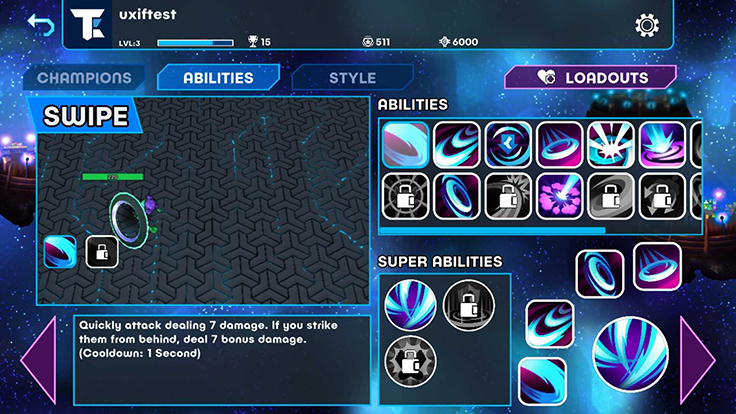 uxiftest
LVL:3
15
511
6000
CHAMPIONS
ABILITIES
STYLE
LOADOUTS
SWIPE
ABILITIES
SUPER ABILITIES
Quickly attack dealing 7 damage. If you strike
them from behind, deal 7 bonus damage.
(Cooldown: 1 Second)